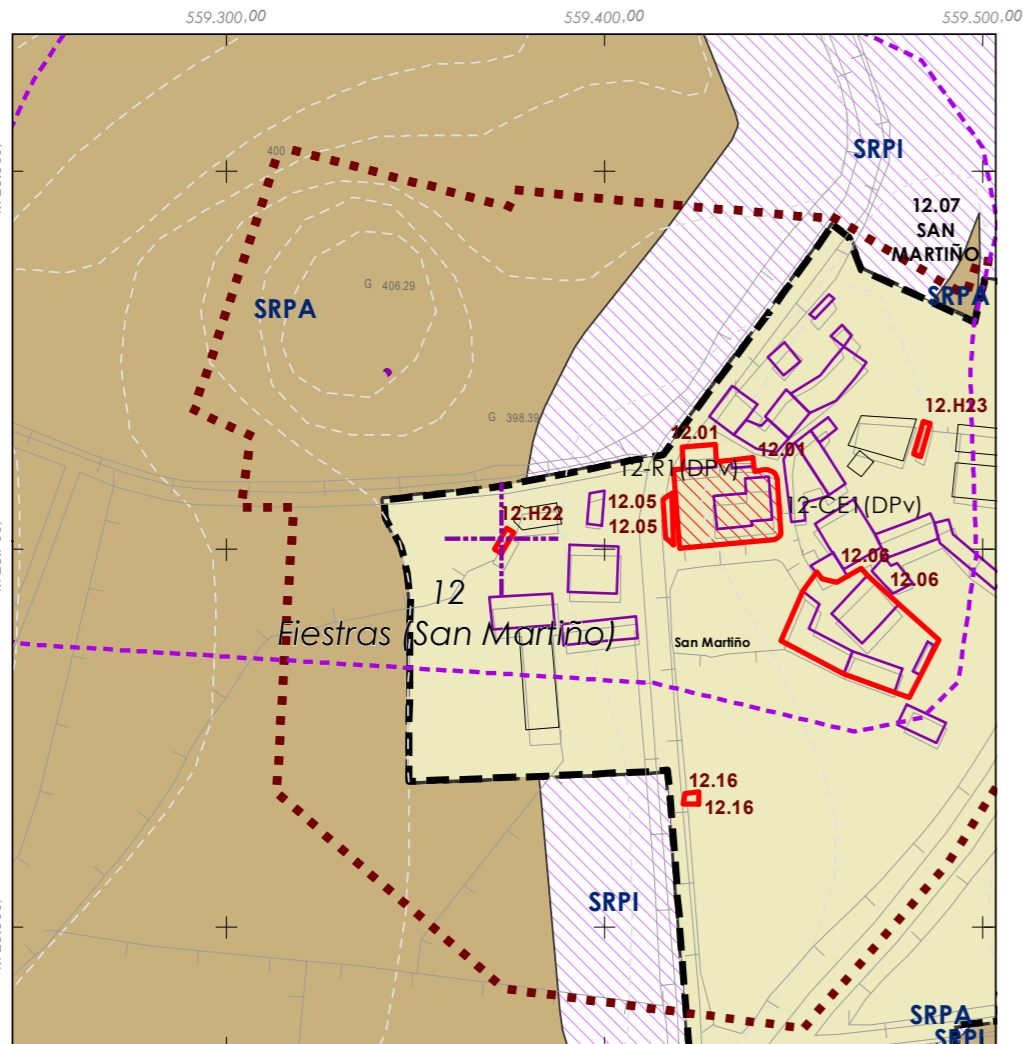 559.300,00
559.400,00
559.500,00
SRPI
400
12.07
SAN
MARTIÑO
G 406.29
SRPA
SRPA
G 398.39
12.H23
12.01
12.01
12-R1(DPv)
12.05
12.05
12-CE1(DPv)
12.H22
12.06
12.06
12
Fiestras (San Martiño)
San Martiño
12.16
12.16
SRPI
SRPA
SRPI